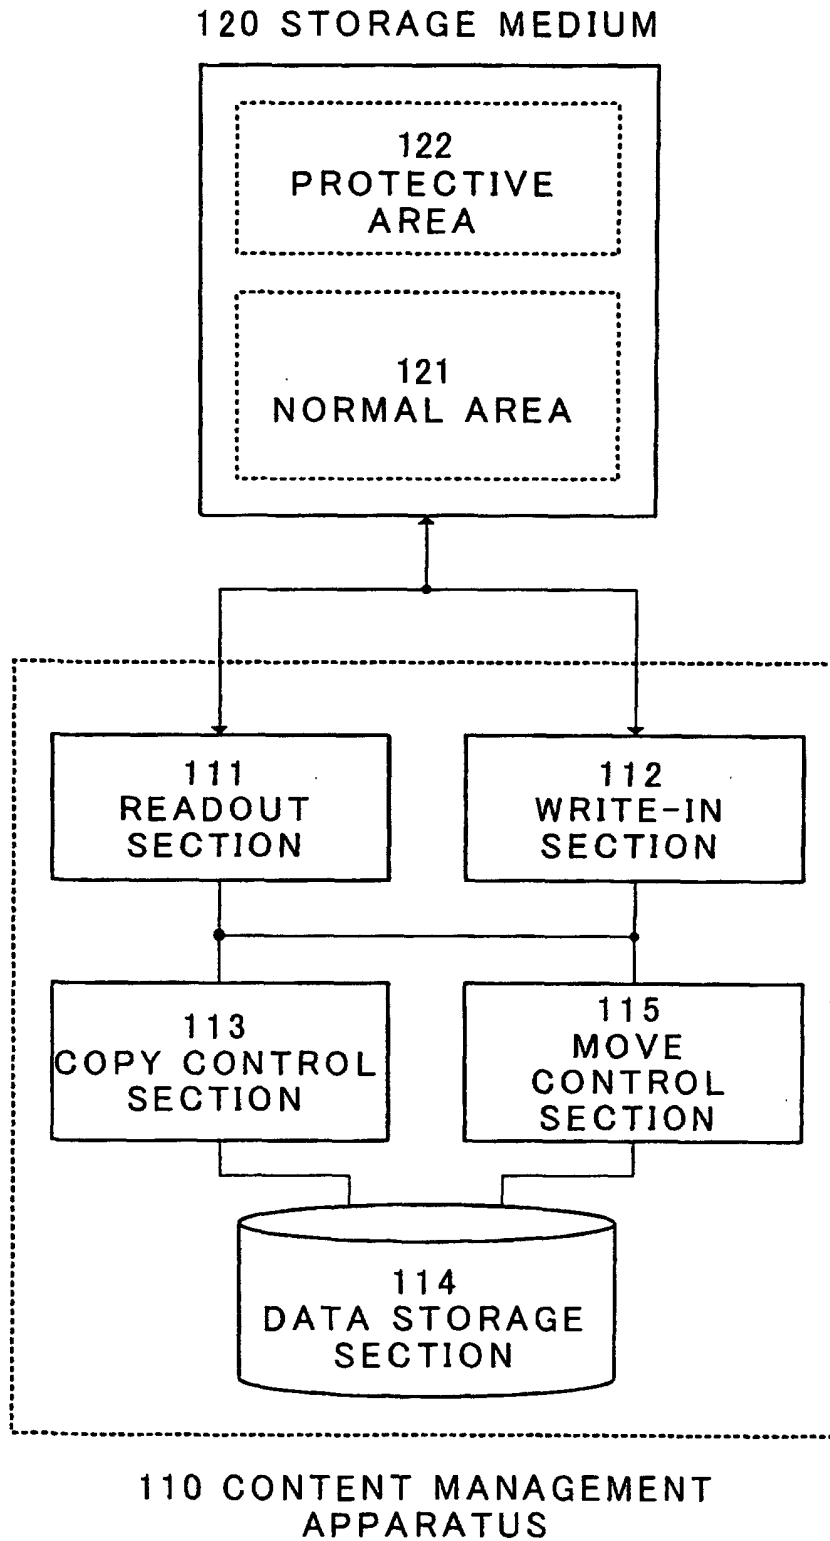 120 STORAGE MEDIUM
122
PROTECTIVE
AREA
121
NORMAL AREA
111
READOUT
SECTION
112
WRITE-IN
SECTION
113
COPY CONTROL
SECTION
115
MOVE
CONTROL
SECTION
114
DATA STORAGE
SECTION
110 CONTENT MANAGEMENT
APPARATUS